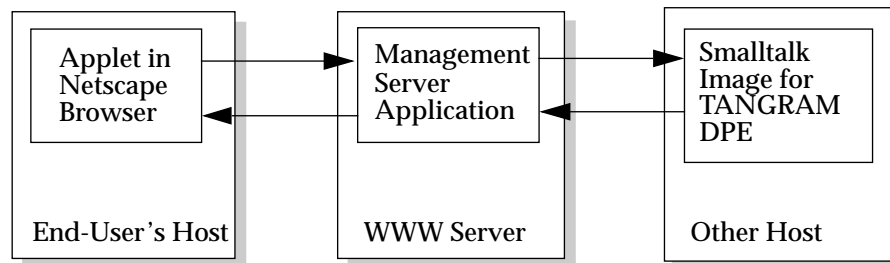 Applet in
Netscape
Browser
End-User's Host
Management
Server
Application
WWW Server
Smalltalk
Image for
TANGRAM
DPE
Other Host